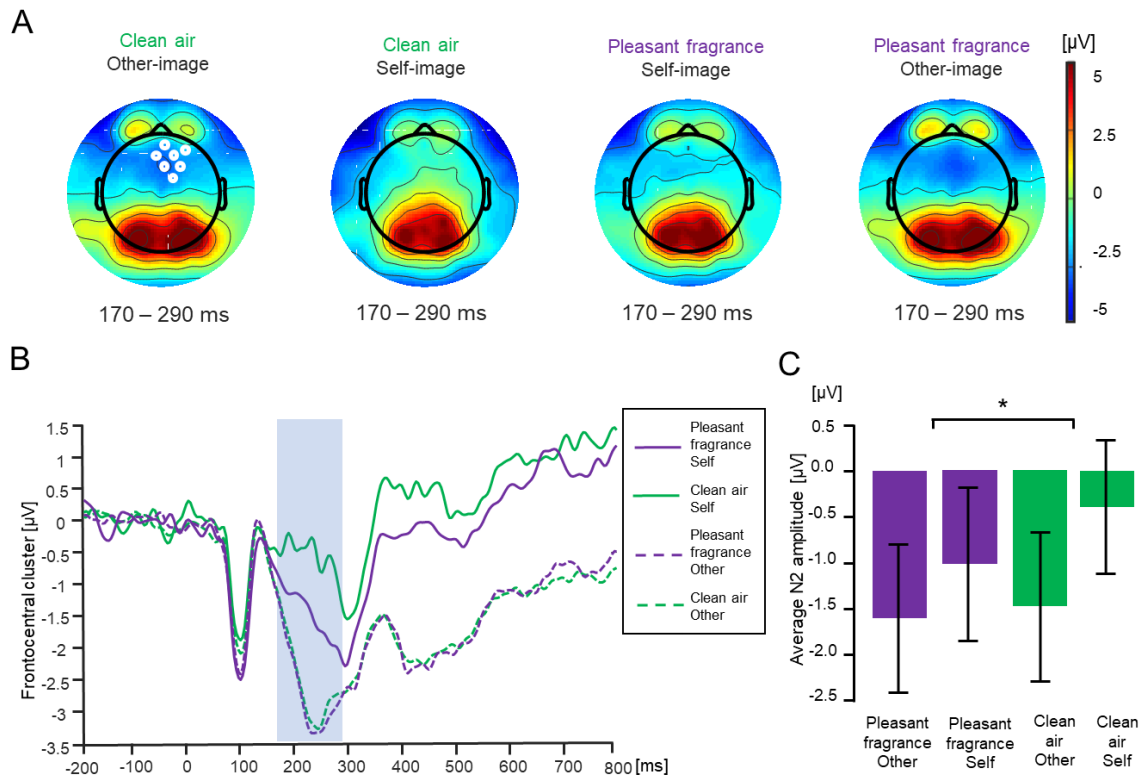 A
Clean air
Other-image
Clean air
Self-image
Pleasant fragrance
Self-image
Pleasant fragrance
Other-image
[µV]
5
2.5
0
-2.5
-5
170 – 290 ms
170 – 290 ms
170 – 290 ms
170 – 290 ms
B
Frontocentral cluster [µV]
1.5
1
0.5
0
-0.5
-1
-1.5
-2
-2.5
-3
-3.5
-200
-100
0
100
200
300
400
500
600
700
800
[ms]
Pleasant
fragrance
Self
Clean air
Self
Pleasant
fragrance
Other
Clean air
Other
C
[µV]
Average N2 amplitude [µV]
0.5
0.0
-0.5
-1.0
-1.5
-2.0
-2.5
*
Pleasant
fragrance
Other
Pleasant
fragrance
Self
Clean
air
Other
Clean
air
Self